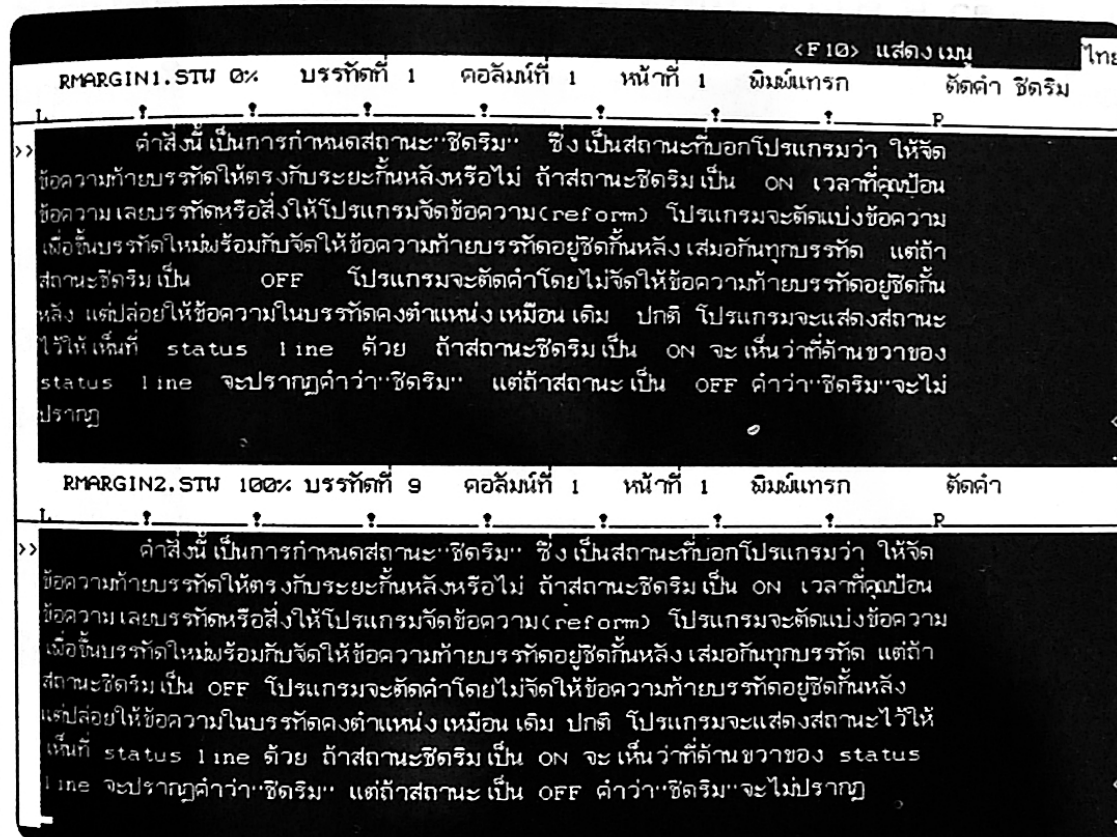 <F10> แสดงเมนู ไทย
RMARGIN1.STW 0% บรรทัดที่ 1 คอลัมน์ที่ 1 หน้าที่ 1 พิมพ์แทรก ตัดคำ ชิดริม
L R
>> คำสั่งนี้เป็นการกำหนดสถานะ''ชิดริม'' ซึ่งเป็นสถานะที่บอกโปรแกรมว่า ให้จัด
ข้อความท้ายบรรทัดให้ตรงกับระยะกั้นหลังหรือไม่ ถ้าสถานะชิดริมเป็น ON เวลาที่คุณป้อน
ข้อความเลยบรรทัดหรือสั่งให้โปรแกรมจัดข้อความ(reform) โปรแกรมจะตัดแบ่งข้อความ
เพื่อขึ้นบรรทัดใหม่พร้อมกับจัดให้ข้อความท้ายบรรทัดอยู่ชิดกั้นหลังเสมอกันทุกบรรทัด แต่ถ้า
สถานะชิดริมเป็น OFF โปรแกรมจะตัดคำโดยไม่จัดให้ข้อความท้ายบรรทัดอยู่ชิดกั้น
หลัง แต่ปล่อยให้ข้อความในบรรทัดคงตำแหน่งเหมือนเดิม ปกติ โปรแกรมจะแสดงสถานะ
ไว้ให้เห็นที่ status line ด้วย ถ้าสถานะชิดริมเป็น ON จะเห็นว่าที่ด้านขวาของ
status line จะปรากฏคำว่า''ชิดริม'' แต่ถ้าสถานะเป็น OFF คำว่า''ชิดริม''จะไม่
ปรากฏ
RMARGIN2.STW 100% บรรทัดที่ 9 คอลัมน์ที่ 1 หน้าที่ 1 พิมพ์แทรก ตัดคำ
L R
>> คำสั่งนี้เป็นการกำหนดสถานะ''ชิดริม'' ซึ่งเป็นสถานะที่บอกโปรแกรมว่า ให้จัด
ข้อความท้ายบรรทัดให้ตรงกับระยะกั้นหลังหรือไม่ ถ้าสถานะชิดริมเป็น ON เวลาที่คุณป้อน
ข้อความเลยบรรทัดหรือสั่งให้โปรแกรมจัดข้อความ(reform) โปรแกรมจะตัดแบ่งข้อความ
เพื่อขึ้นบรรทัดใหม่พร้อมกับจัดให้ข้อความท้ายบรรทัดอยู่ชิดกั้นหลังเสมอกันทุกบรรทัด แต่ถ้า
สถานะชิดริมเป็น OFF โปรแกรมจะตัดคำโดยไม่จัดให้ข้อความท้ายบรรทัดอยู่ชิดกั้นหลัง
แต่ปล่อยให้ข้อความในบรรทัดคงตำแหน่งเหมือนเดิม ปกติ โปรแกรมจะแสดงสถานะไว้ให้
เห็นที่ status line ด้วย ถ้าสถานะชิดริมเป็น ON จะเห็นว่าที่ด้านขวาของ status
line จะปรากฏคำว่า''ชิดริม'' แต่ถ้าสถานะเป็น OFF คำว่า''ชิดริม''จะไม่ปรากฏ